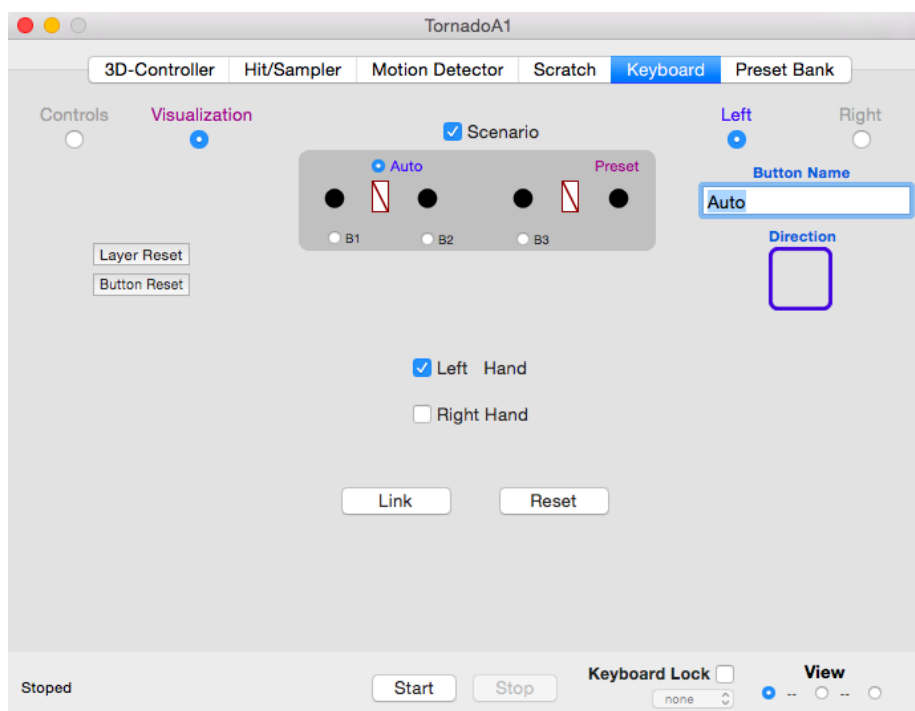 TornadoA1
3D-Controller Hit/Sampler Motion Detector Scratch Keyboard Preset Bank
Controls Visualization Left Right
Scenario
Auto Preset
Button Name
Auto
B1 B2 B3
Direction
Layer Reset
Button Reset
Left Hand
Right Hand
Link Reset
Keyboard Lock View
Stoped Start Stop
none -- --